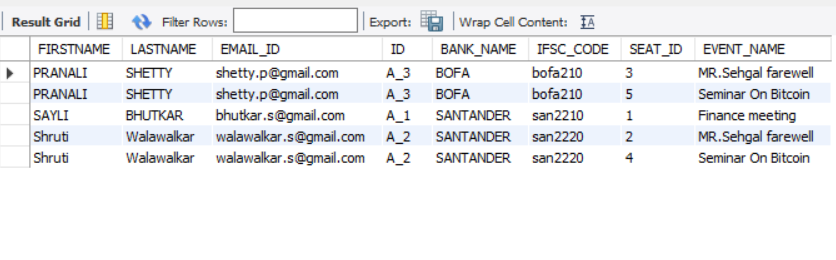 Result Grid Filter Rows: Export: Wrap Cell Content: IA
FIRSTNAME LASTNAME EMAIL_ID ID BANK_NAME IFSC_CODE SEAT_ID EVENT_NAME
PRANALI SHETTY shetty.p@gmail.com A_3 BOFA bofa210 3 MR.Sehgal farewell
PRANALI SHETTY shetty.p@gmail.com A_3 BOFA bofa210 5 Seminar On Bitcoin
SAYLI BHUTKAR bhutkar.s@gmail.com A_1 SANTANDER san2210 1 Finance meeting
Shruti Walawalkar walawalkar.s@gmail.com A_2 SANTANDER san2220 2 MR.Sehgal farewell
Shruti Walawalkar walawalkar.s@gmail.com A_2 SANTANDER san2220 4 Seminar On Bitcoin